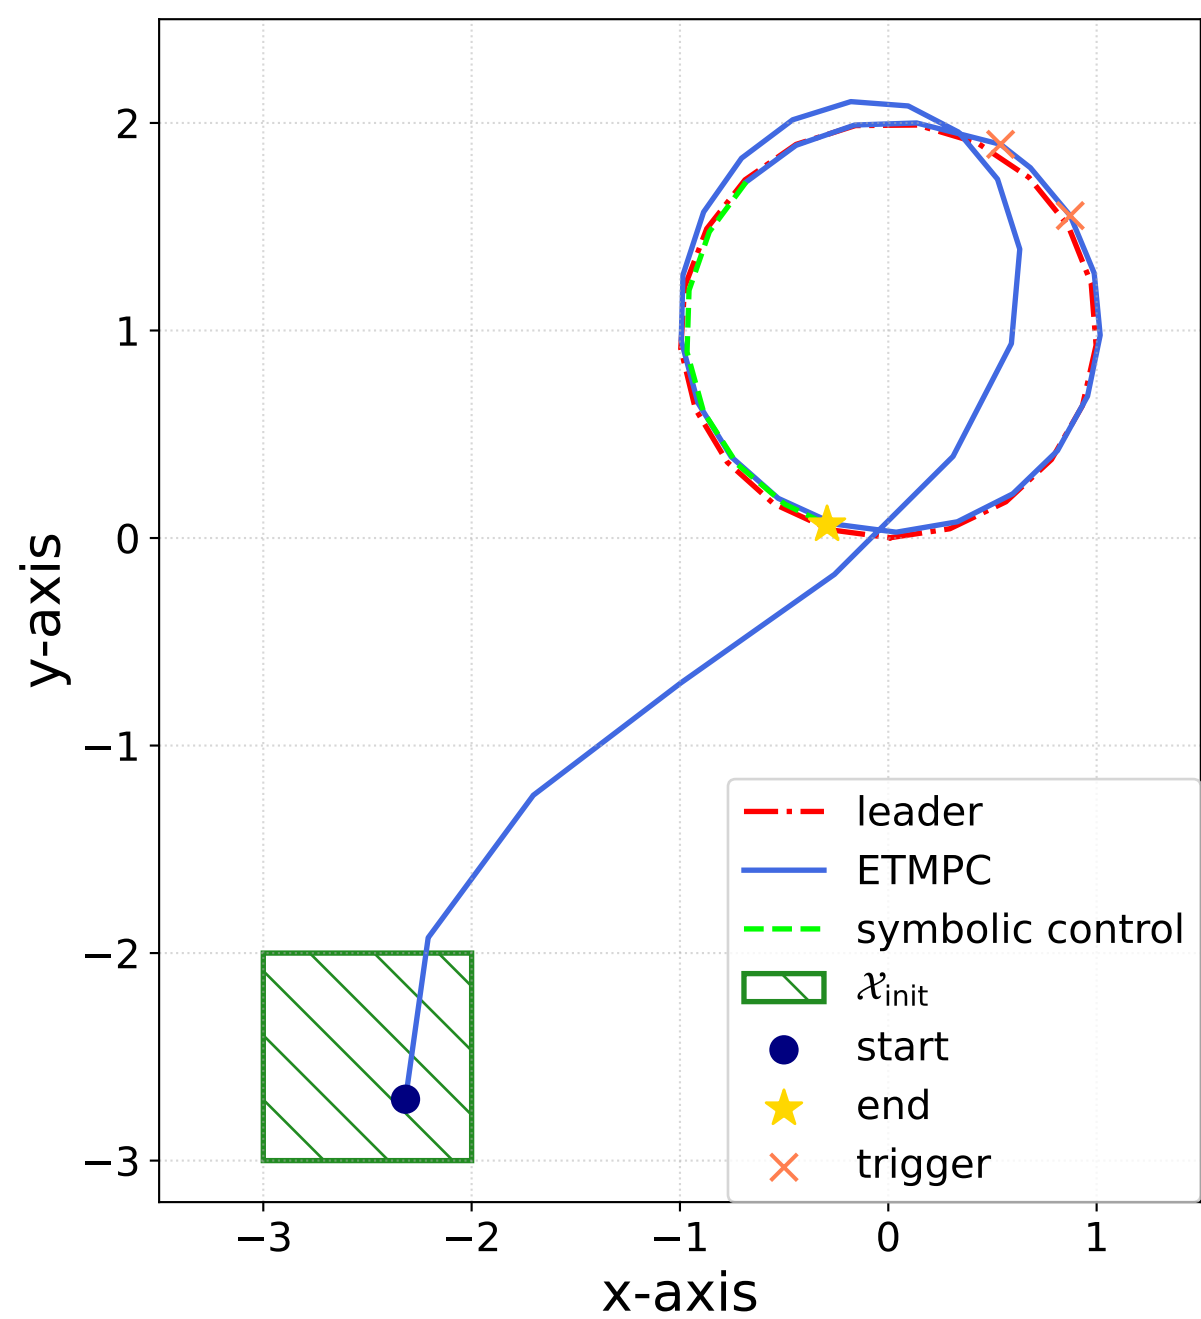 2
1
0
−1
−2
−3
y-axis
leader
ETMPC
symbolic control
𝒳init
start
end
trigger
−3
−2
−1
0
1
x-axis